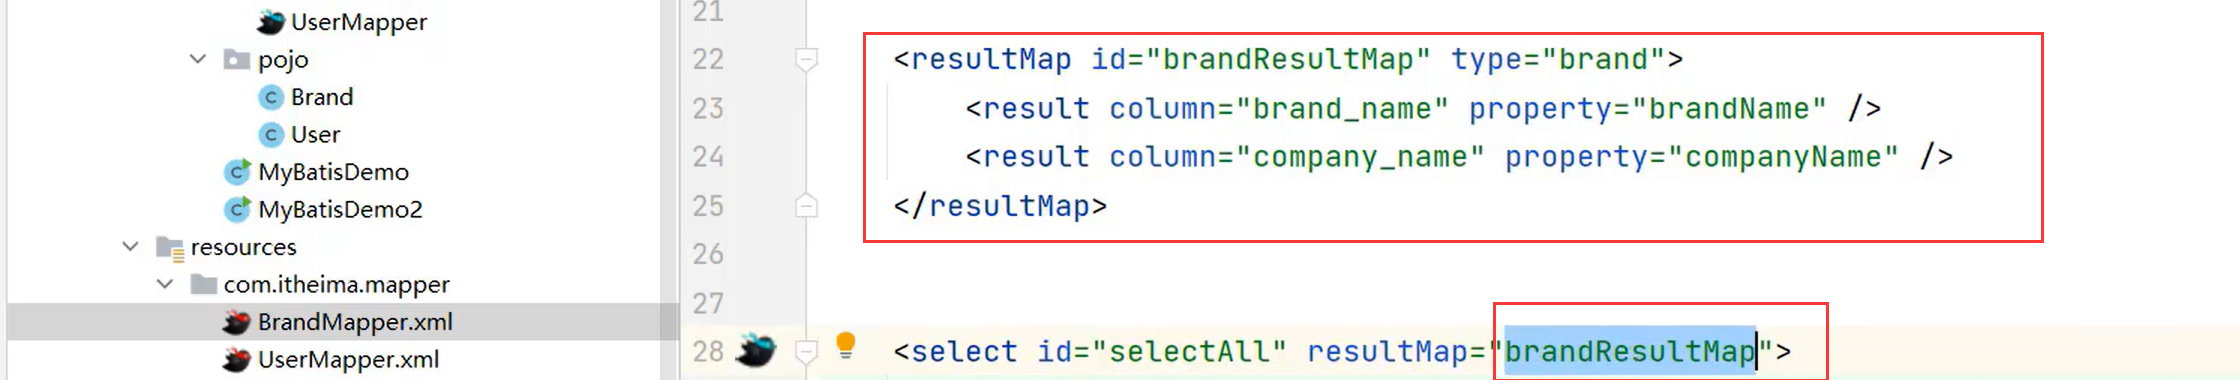 UserMapper
pojo
Brand
User
MyBatisDemo
MyBatisDemo2
resources
com.itheima.mapper
BrandMapper.xml
UserMapper.xml
21
22 <resultMap id="brandResultMap" type="brand">
23 <result column="brand_name" property="brandName" />
24 <result column="company_name" property="companyName" />
25 </resultMap>
26
27
28 <select id="selectAll" resultMap="brandResultMap">